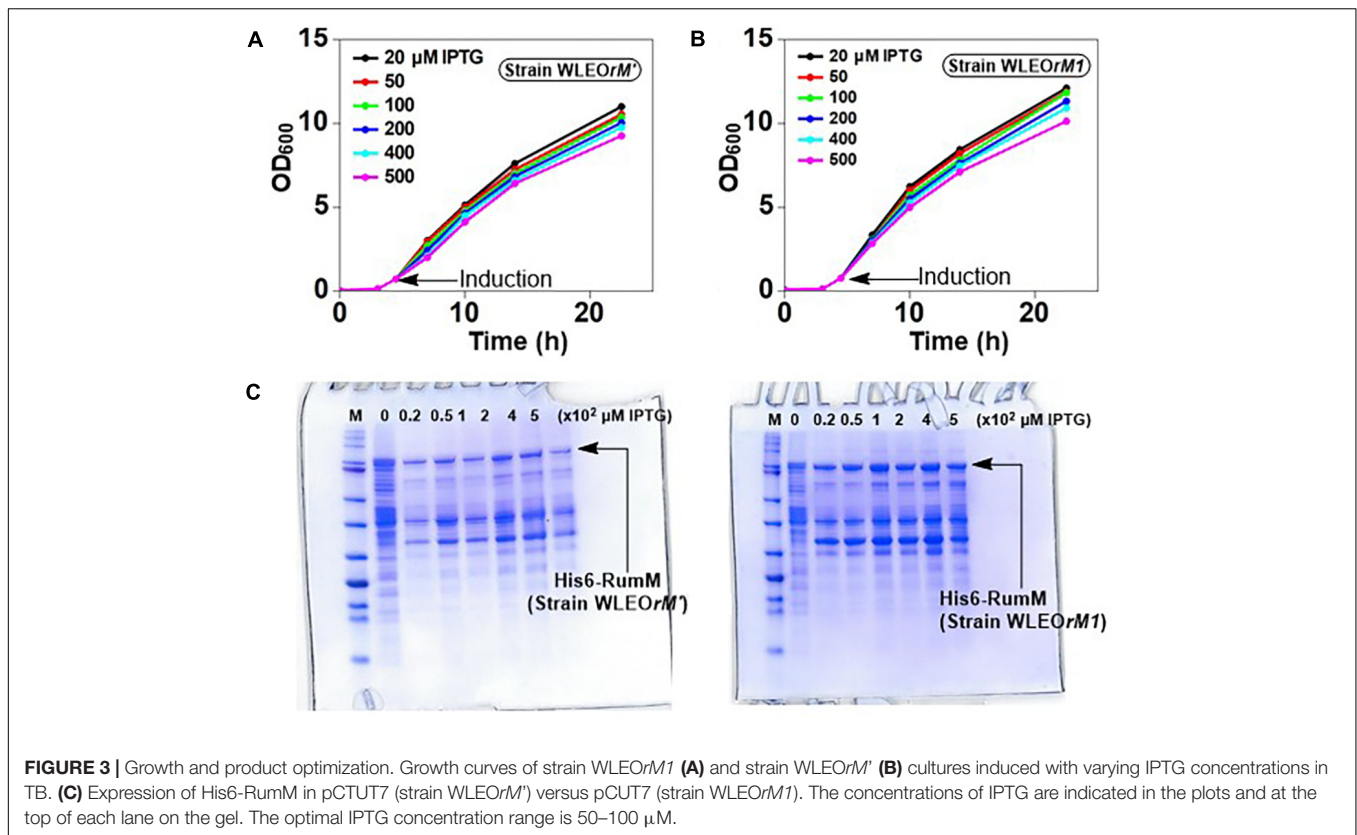 A
15
10
5
0
OD600
20 µM IPTG
50
100
200
400
500
Strain WLEOrM'
Induction
0
10
20
Time (h)
B
15
10
5
0
OD600
20 µM IPTG
50
100
200
400
500
Strain WLEOrM1
Induction
0
10
20
Time (h)
C
M 0 0.2 0.5 1 2 4 5 (x10² µM IPTG)
His6-RumM
(Strain WLEOrM')
M 0 0.2 0.5 1 2 4 5 (x10² µM IPTG)
His6-RumM
(Strain WLEOrM1)
FIGURE 3 | Growth and product optimization. Growth curves of strain WLEOrM1 (A) and strain WLEOrM' (B) cultures induced with varying IPTG concentrations in
TB. (C) Expression of His6-RumM in pCTUT7 (strain WLEOrM') versus pCUT7 (strain WLEOrM1). The concentrations of IPTG are indicated in the plots and at the
top of each lane on the gel. The optimal IPTG concentration range is 50–100 µM.